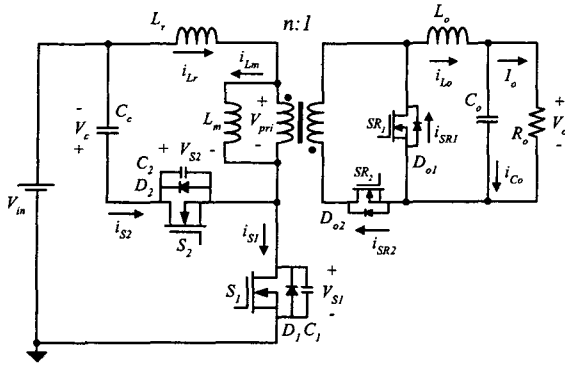 L_r n:1 L_o
i_Lr i_Lm i_Lo I_o
- V_c + C_c L_m + V_pri - SR_1 i_SR1 C_o R_o + V_o -
C_2 + V_S2 - D_o1
D_2 SR_2 i_Co
V_in i_S2 S_2 D_o2 i_SR2
i_S1
S_1 + V_S1 -
D_1 C_1